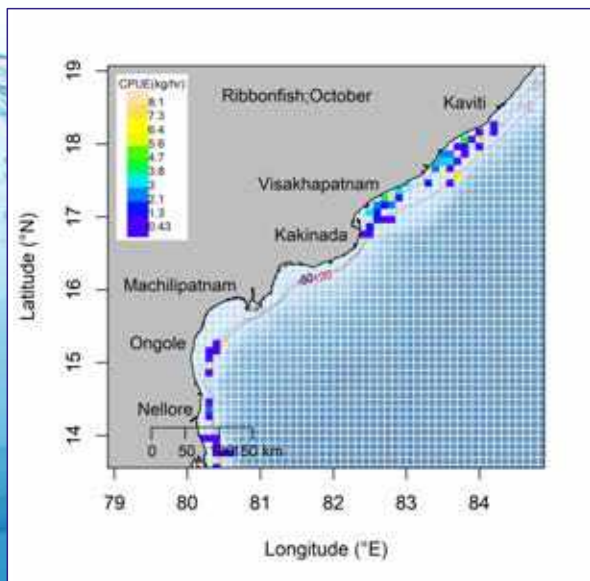 CPUE(kg/hr)
8.1
7.3
6.4
5.6
4.7
3.8
3
2.1
1.3
0.43
Ribbonfish;October
Kaviti
Visakhapatnam
Kakinada
Machilipatnam
Ongole
Nellore
0 50 150 km
Latitude (°N)
19
18
17
16
15
14
79 80 81 82 83 84
Longitude (°E)